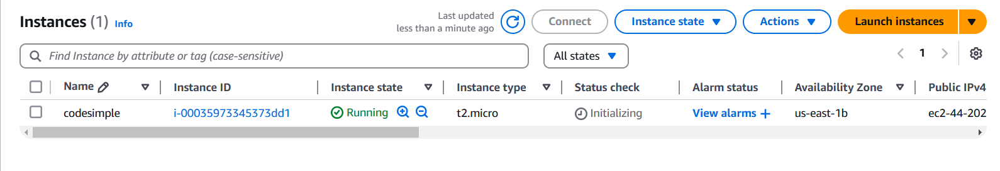 Instances (1) Info
Last updated
less than a minute ago
Connect
Instance state
Actions
Launch instances
Find Instance by attribute or tag (case-sensitive)
All states
1
Name Instance ID Instance state Instance type Status check Alarm status Availability Zone Public IPv4
codesimple i-00035973345373dd1 Running t2.micro Initializing View alarms + us-east-1b ec2-44-202